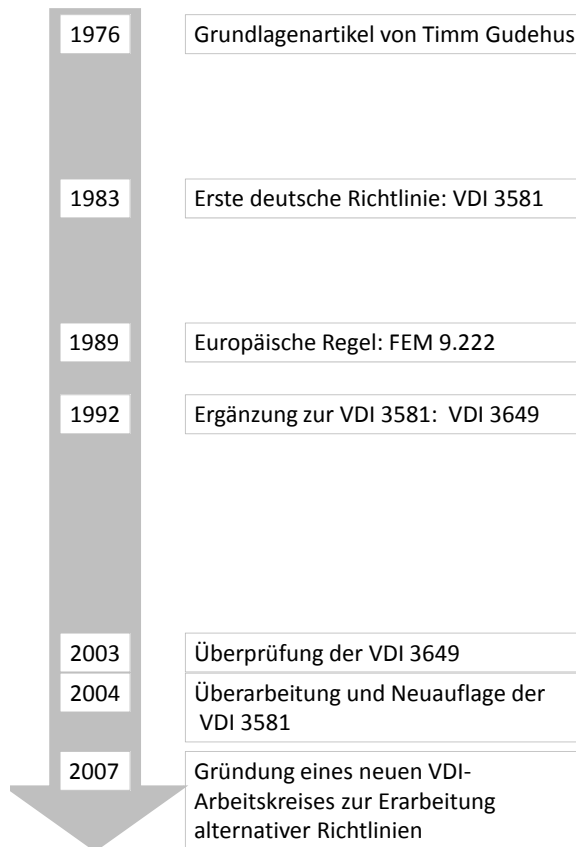 1976
Grundlagenartikel von Timm Gudehus
1983
Erste deutsche Richtlinie: VDI 3581
1989
Europäische Regel: FEM 9.222
1992
Ergänzung zur VDI 3581:  VDI 3649
2003
Überprüfung der VDI 3649
2004
Überarbeitung und Neuauflage der
VDI 3581
2007
Gründung eines neuen VDI-
Arbeitskreises zur Erarbeitung
alternativer Richtlinien